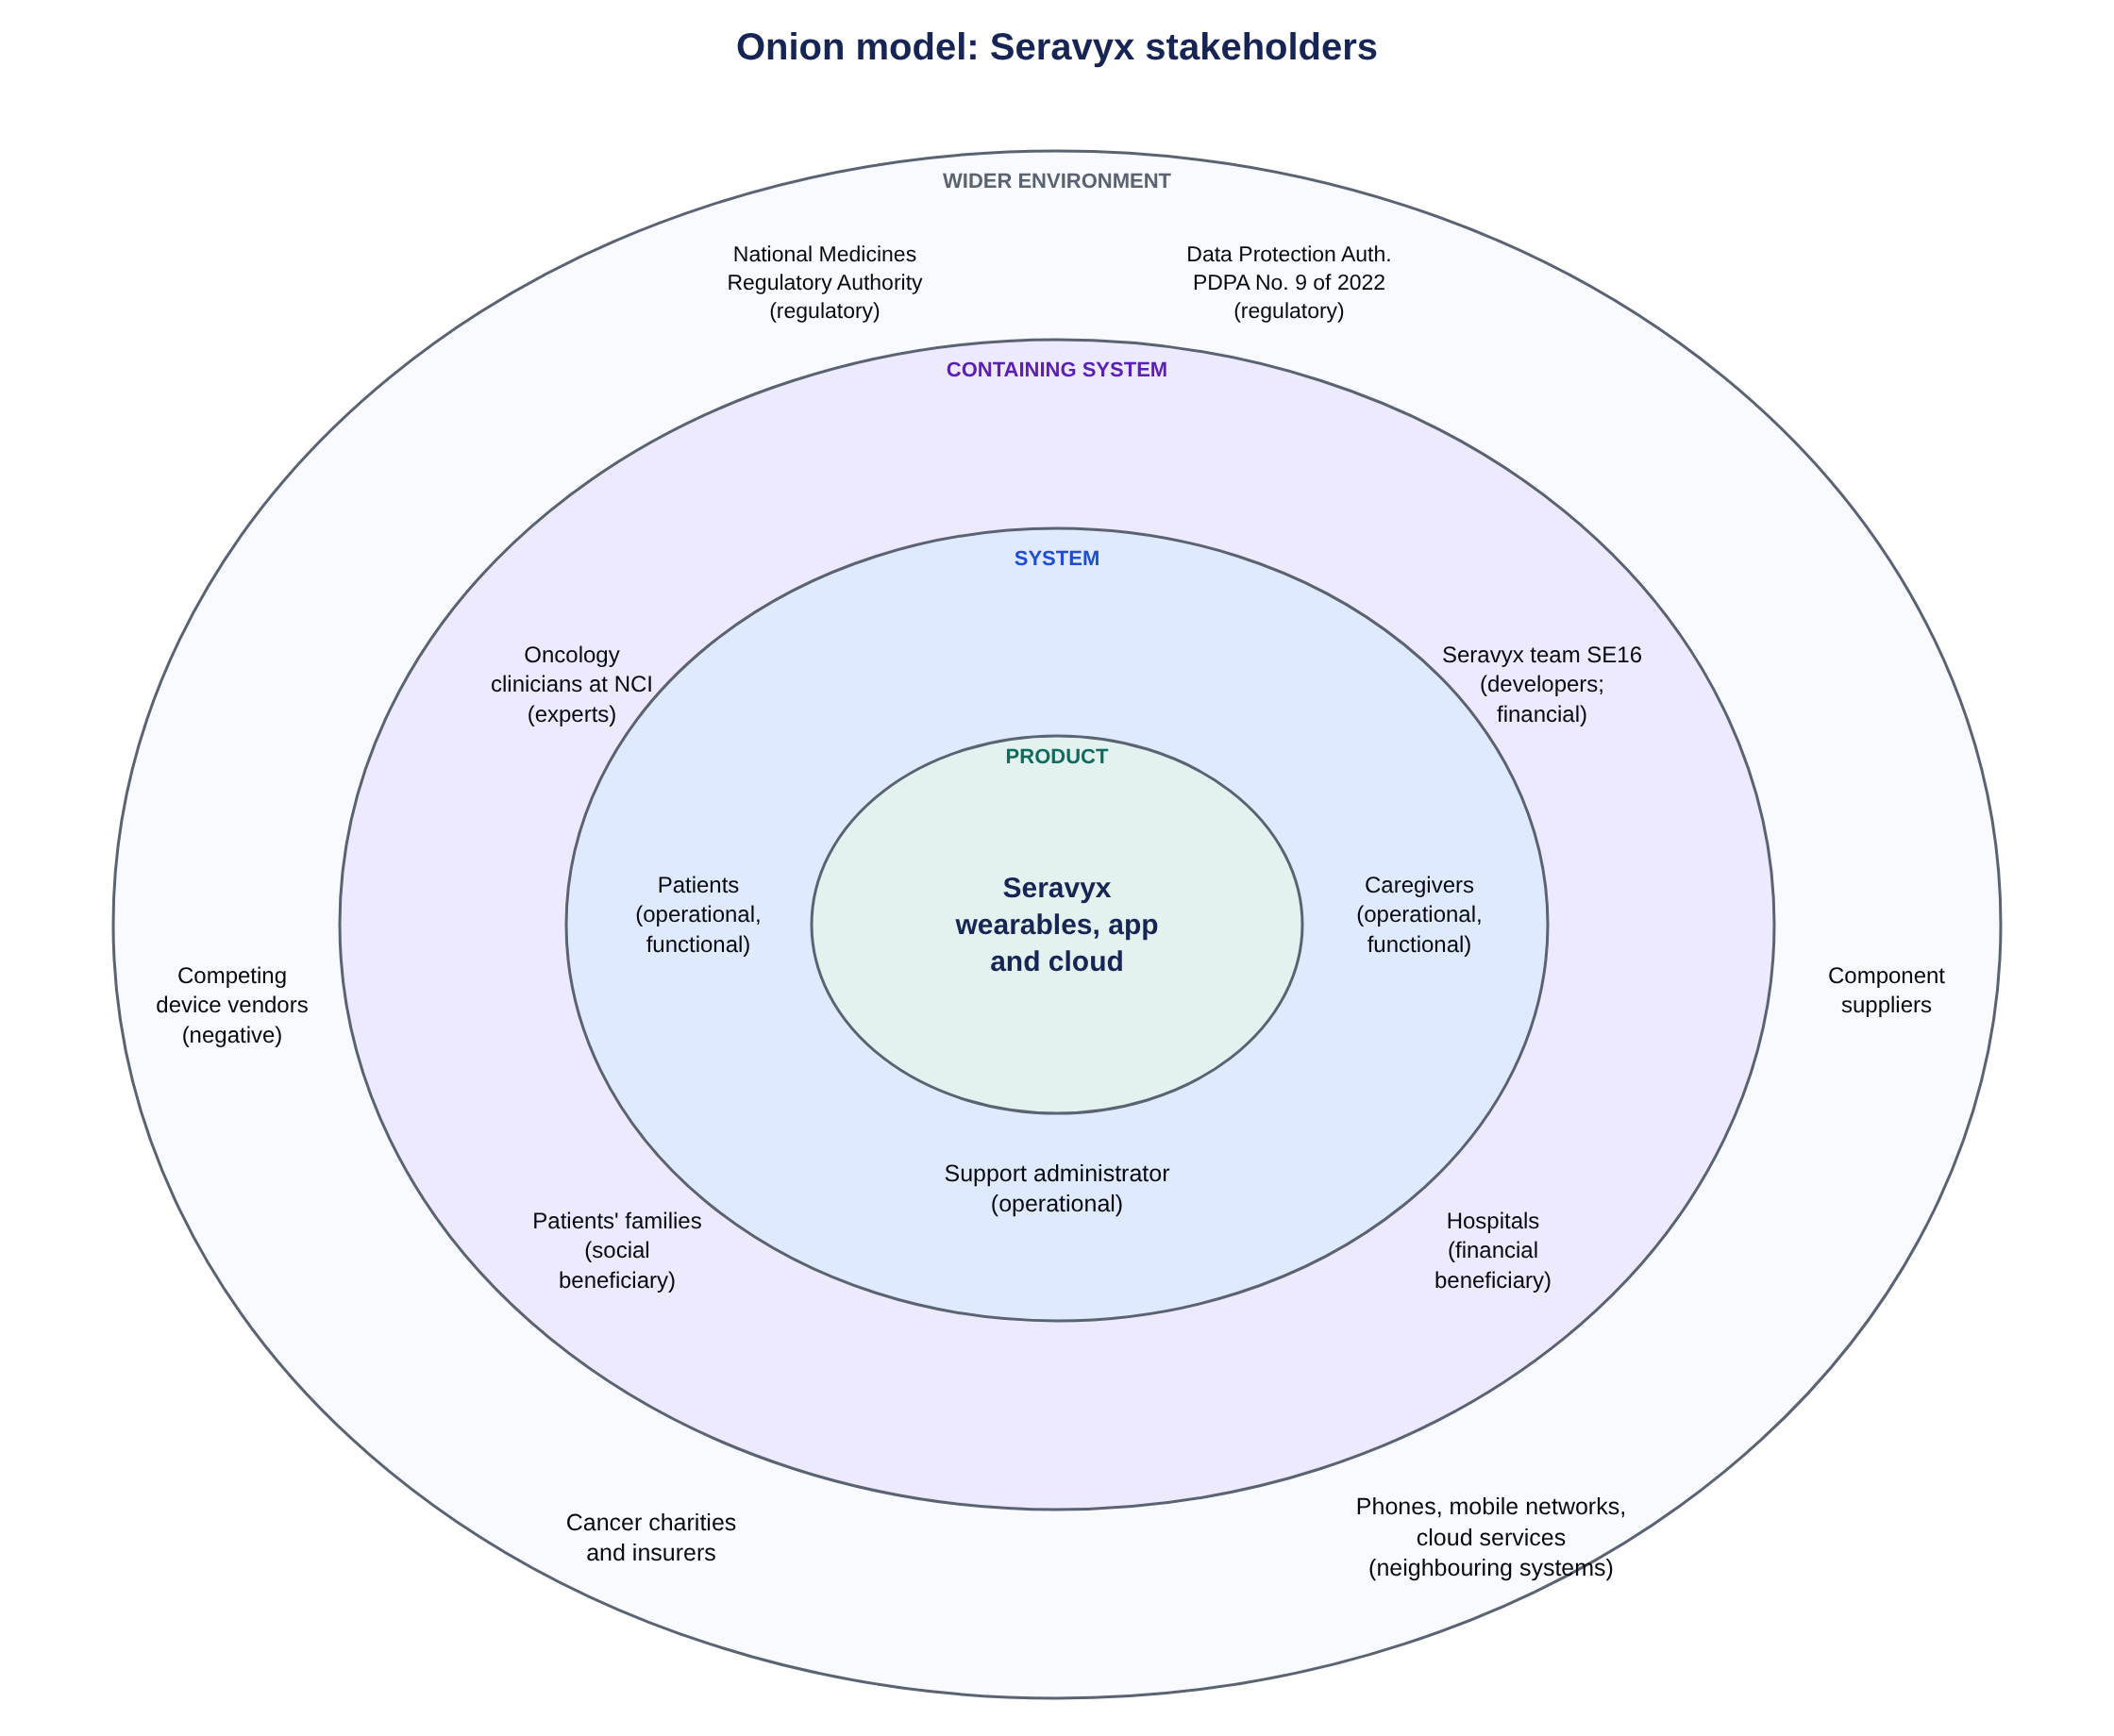 Onion model: Seravyx stakeholders
WIDER ENVIRONMENT
National Medicines
Regulatory Authority
(regulatory)
Data Protection Auth.
PDPA No. 9 of 2022
(regulatory)
CONTAINING SYSTEM
SYSTEM
Oncology
clinicians at NCI
(experts)
Seravyx team SE16
(developers;
financial)
PRODUCT
Patients
(operational,
functional)
Seravyx
wearables, app
and cloud
Caregivers
(operational,
functional)
Competing
device vendors
(negative)
Component
suppliers
Support administrator
(operational)
Patients' families
(social
beneficiary)
Hospitals
(financial
beneficiary)
Cancer charities
and insurers
Phones, mobile networks,
cloud services
(neighbouring systems)